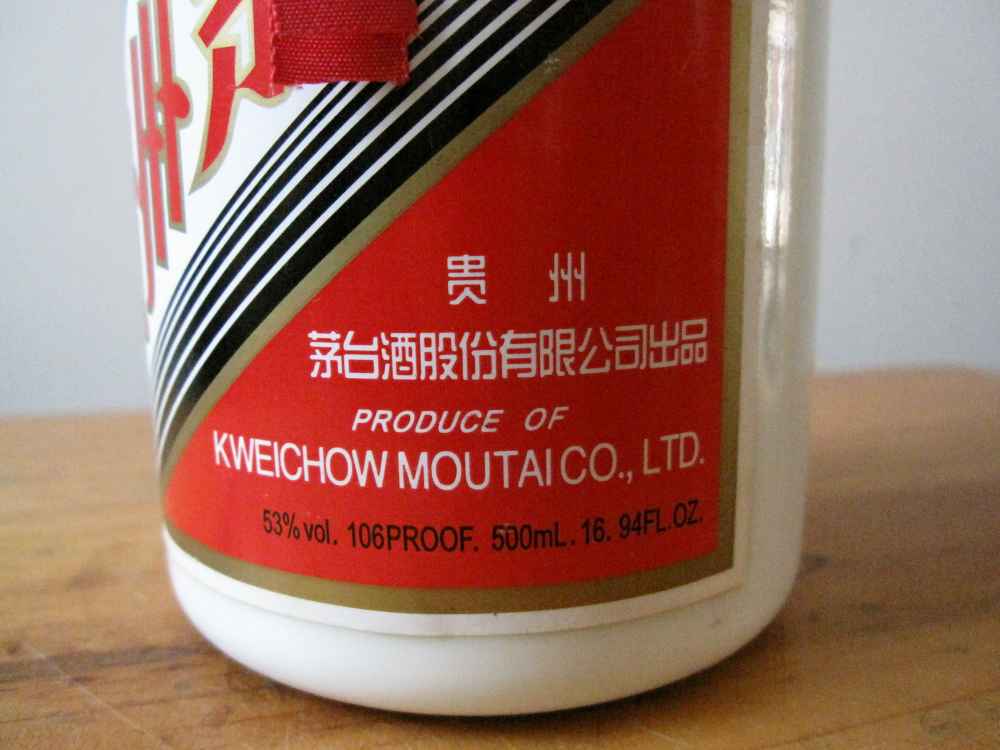 贵 州
茅台酒股份有限公司出品
PRODUCE OF
KWEICHOW MOUTAI CO., LTD.
53%vol. 106PROOF. 500mL. 16. 94FL.OZ.